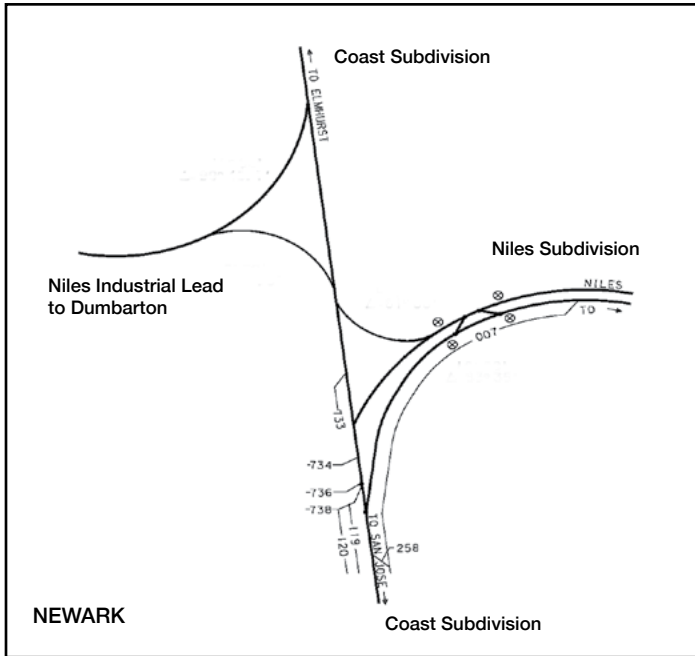 Coast Subdivision
TO ELMHURST
Niles Subdivision
NILES
TO
Niles Industrial Lead
to Dumbarton
007
733
-734
-736
-738
119
120
TO SAN JOSE
258
NEWARK
Coast Subdivision